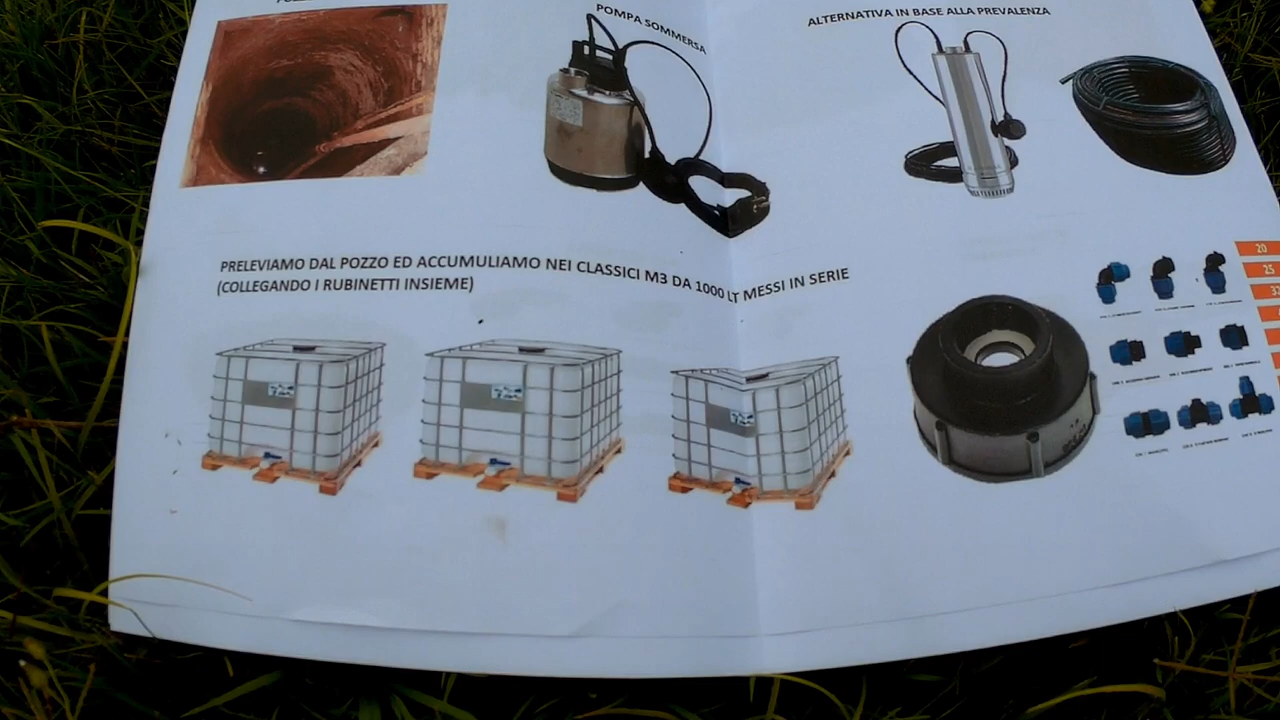 POMPA SOMMERSA
ALTERNATIVA IN BASE ALLA PREVALENZA
PRELEVIAMO DAL POZZO ED ACCUMULIAMO NEI CLASSICI M3 DA 1000 LT MESSI IN SERIE
(COLLEGANDO I RUBINETTI INSIEME)
20
25